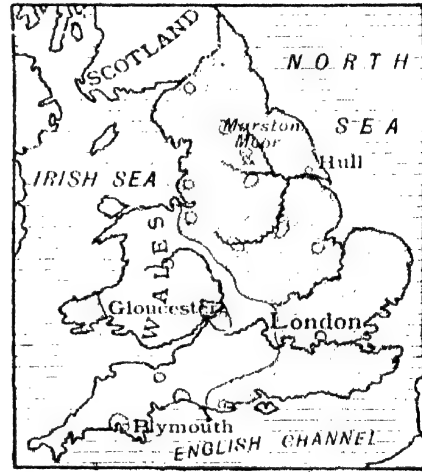 SCOTLAND
NORTH
SEA
Marston
Moor
Hull
IRISH SEA
WALES
Gloucester
London
Plymouth
ENGLISH CHANNEL